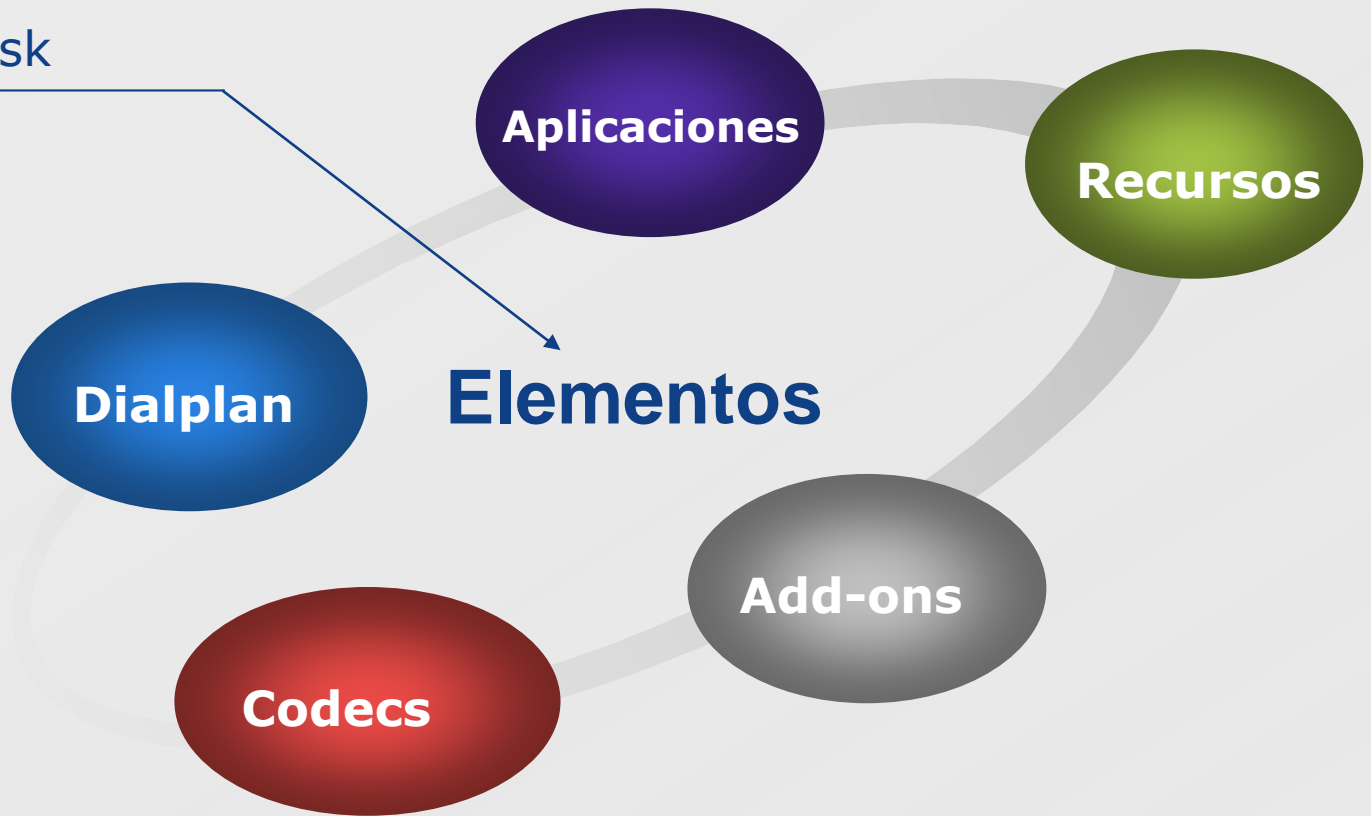 sk
Aplicaciones
Recursos
Dialplan
Elementos
Add-ons
Codecs